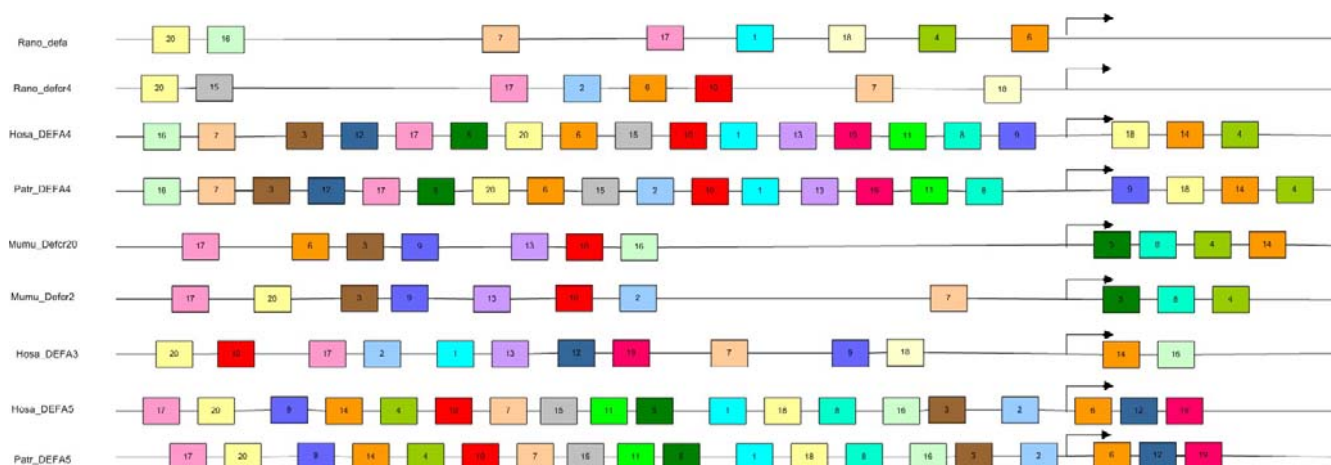 Rano_defa 20 16 7 17 1 18 4 6
Rano_defcr4 20 15 17 2 6 10 7 18
Hosa_DEFA4 16 7 3 12 17 5 20 6 15 10 1 13 19 11 8 9 18 14 4
Patr_DEFA4 16 7 3 12 17 5 20 6 15 2 10 1 13 19 11 8 9 18 14 4
Mumu_Defcr20 17 6 3 9 13 10 16 5 8 4 14
Mumu_Defcr2 17 20 3 9 13 10 2 7 5 8 4
Hosa_DEFA3 20 10 17 2 1 13 12 19 7 9 18 14 16
Hosa_DEFA5 17 20 9 14 4 10 7 15 11 5 1 18 8 16 3 2 6 12 19
Patr_DEFA5 17 20 9 14 4 10 7 15 11 5 1 18 8 16 3 2 6 12 19